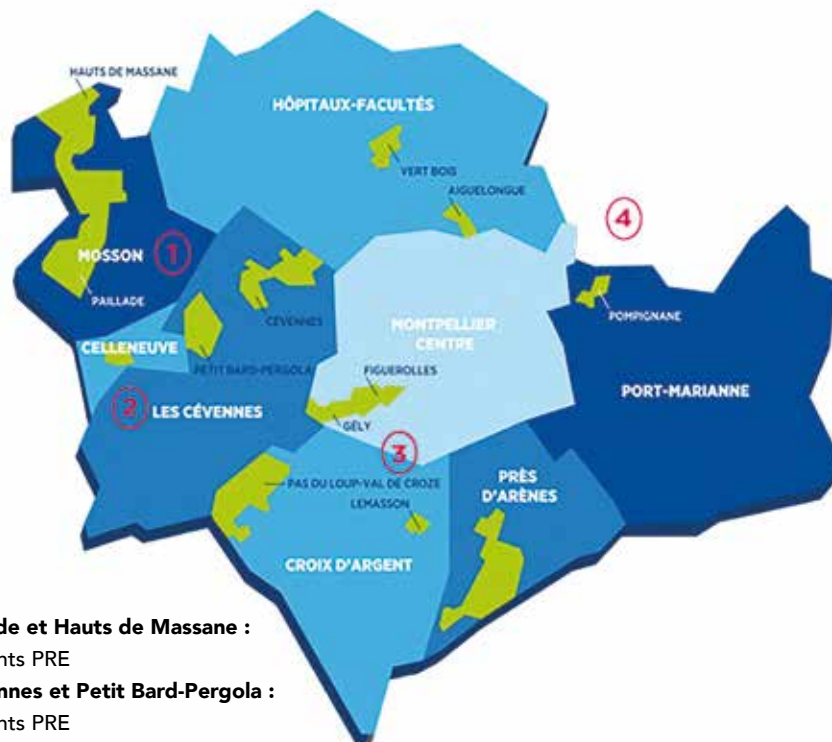 HAUTS DE MASSANE
HÔPITAUX-FACULTÉS
VERT BOIS
AIGUELONGUE
4
MOSSON
1
PAILLADE
CÉVENNES
POMPIGNANE
MONTPELLIER
CENTRE
CELLENEUVE
PETIT BARD-PERGOLA
FIGUEROLLES
PORT-MARIANNE
2
LES CÉVENNES
GÉLY
3
PAS DU LOUP-VAL DE CROZE
LEMASSON
PRÈS
D'ARÈNES
CROIX D'ARGENT
de et Hauts de Massane :
nts PRE
nnes et Petit Bard-Pergola :
nts PRE